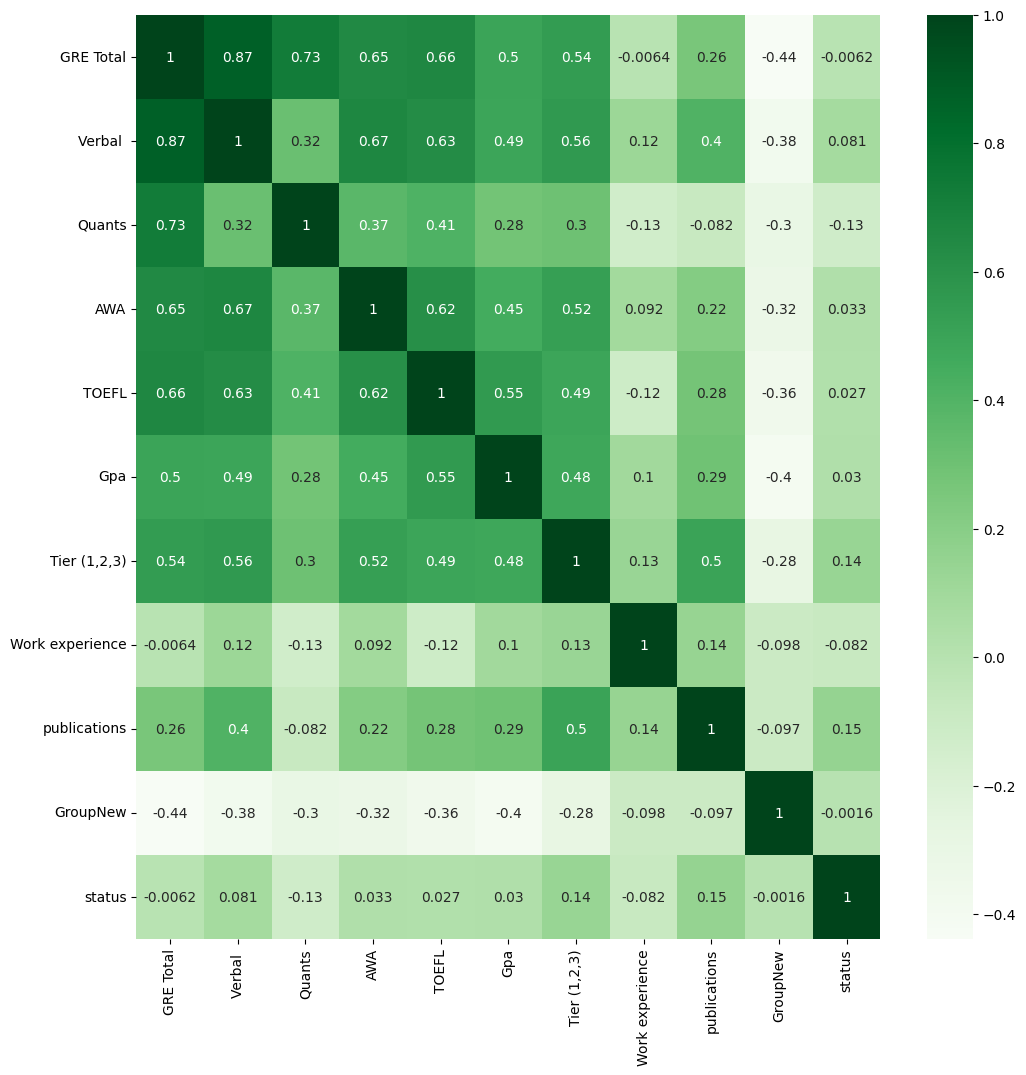 GRE Total 1 0.87 0.73 0.65 0.66 0.5 0.54 -0.0064 0.26 -0.44 -0.0062
Verbal 0.87 1 0.32 0.67 0.63 0.49 0.56 0.12 0.4 -0.38 0.081
Quants 0.73 0.32 1 0.37 0.41 0.28 0.3 -0.13 -0.082 -0.3 -0.13
AWA 0.65 0.67 0.37 1 0.62 0.45 0.52 0.092 0.22 -0.32 0.033
TOEFL 0.66 0.63 0.41 0.62 1 0.55 0.49 -0.12 0.28 -0.36 0.027
Gpa 0.5 0.49 0.28 0.45 0.55 1 0.48 0.1 0.29 -0.4 0.03
Tier (1,2,3) 0.54 0.56 0.3 0.52 0.49 0.48 1 0.13 0.5 -0.28 0.14
Work experience -0.0064 0.12 -0.13 0.092 -0.12 0.1 0.13 1 0.14 -0.098 -0.082
publications 0.26 0.4 -0.082 0.22 0.28 0.29 0.5 0.14 1 -0.097 0.15
GroupNew -0.44 -0.38 -0.3 -0.32 -0.36 -0.4 -0.28 -0.098 -0.097 1 -0.0016
status -0.0062 0.081 -0.13 0.033 0.027 0.03 0.14 -0.082 0.15 -0.0016 1
GRE Total
Verbal
Quants
AWA
TOEFL
Gpa
Tier (1,2,3)
Work experience
publications
GroupNew
status
1.0
0.8
0.6
0.4
0.2
0.0
−0.2
−0.4